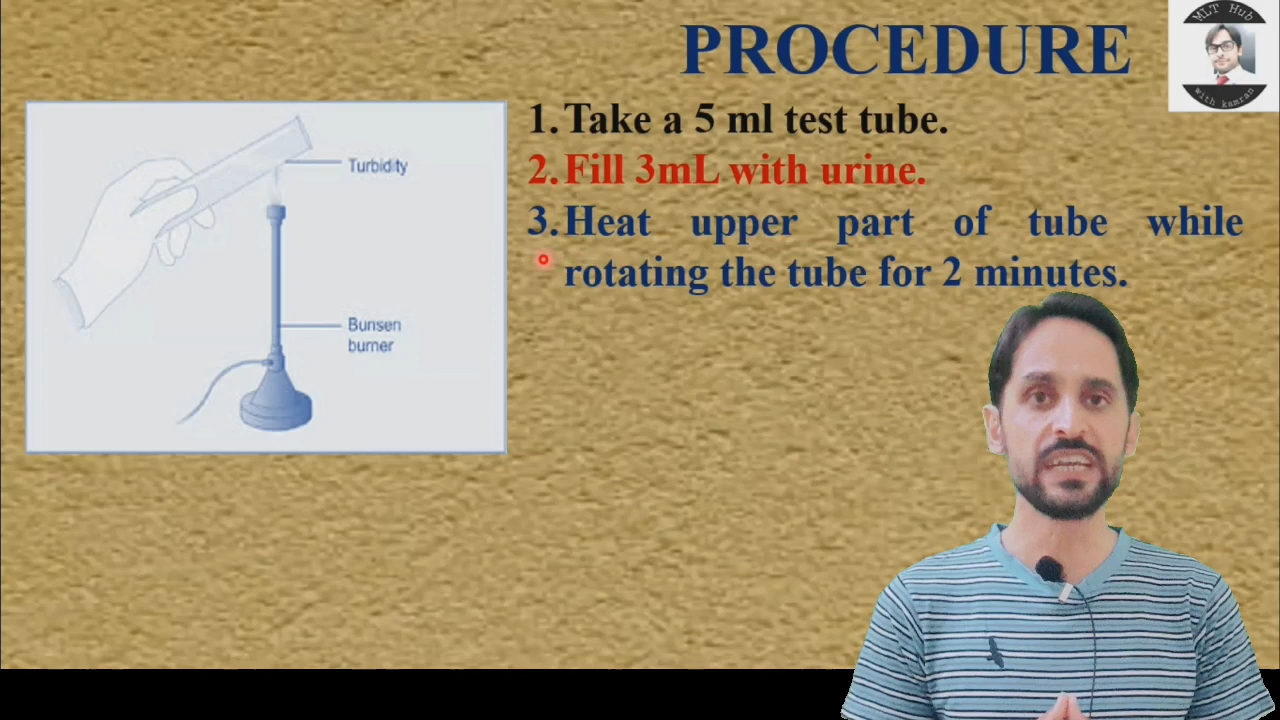 PROCEDURE
MLT Hub
with kamran
1. Take a 5 ml test tube.
2. Fill 3mL with urine.
3. Heat upper part of tube while
rotating the tube for 2 minutes.
Turbidity
Bunsen
burner